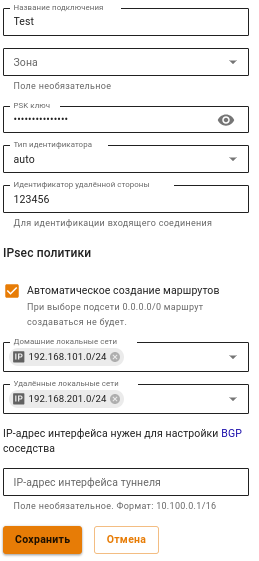 Название подключения
Test
Зона
Поле необязательное
PSK ключ
•••••••••••••••
Тип идентификатора
auto
Идентификатор удалённой стороны
123456
Для идентификации входящего соединения
IPsec политики
Автоматическое создание маршрутов
При выборе подсети 0.0.0.0/0 маршрут
создаваться не будет.
Домашние локальные сети
IP 192.168.101.0/24
Удалённые локальные сети
IP 192.168.201.0/24
IP-адрес интерфейса нужен для настройки BGP
соседства
IP-адрес интерфейса туннеля
Поле необязательное. Формат: 10.100.0.1/16
Сохранить Отмена